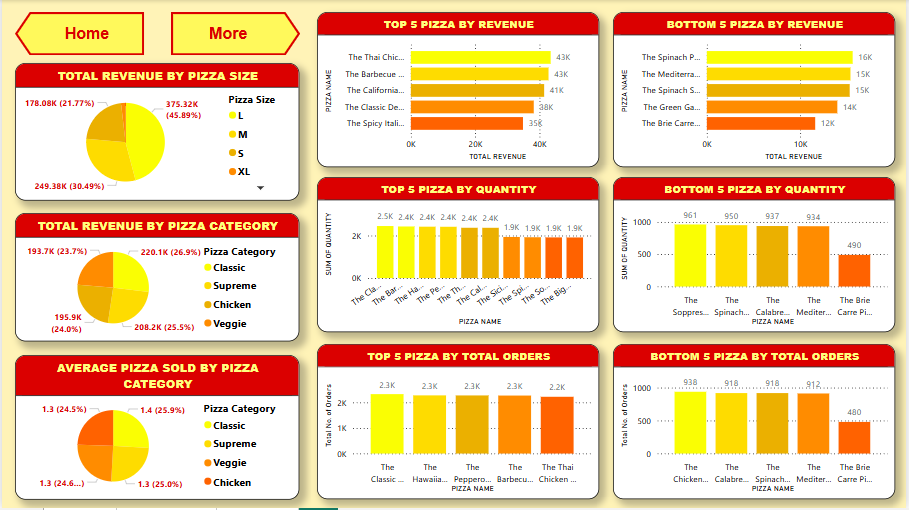 Home
More
TOTAL REVENUE BY PIZZA SIZE
178.08K (21.77%)
375.32K
(45.89%)
249.38K (30.49%)
Pizza Size
L
M
S
XL
TOTAL REVENUE BY PIZZA CATEGORY
193.7K (23.7%)
220.1K (26.9%)
195.9K
(24.0%)
208.2K (25.5%)
Pizza Category
Classic
Supreme
Chicken
Veggie
AVERAGE PIZZA SOLD BY PIZZA
CATEGORY
1.3 (24.5%)
1.4 (25.9%)
1.3 (24.6...)
1.3 (25.0%)
Pizza Category
Classic
Supreme
Veggie
Chicken
TOP 5 PIZZA BY REVENUE
PIZZA NAME
The Thai Chic... 43K
The Barbecue ... 43K
The California... 41K
The Classic De... 38K
The Spicy Itali... 35K
0K 20K 40K
TOTAL REVENUE
BOTTOM 5 PIZZA BY REVENUE
PIZZA NAME
The Spinach P... 16K
The Mediterra... 15K
The Spinach S... 15K
The Green Ga... 14K
The Brie Carre... 12K
0K 10K
TOTAL REVENUE
TOP 5 PIZZA BY QUANTITY
SUM OF QUANTITY
2.5K 2.4K 2.4K 2.4K 2.4K 2.4K 1.9K 1.9K 1.9K 1.9K
2K
0K
The Cla... The Bar... The Ha... The Pe... The Th... The Cal... The Sici... The Spi... The So... The Big...
PIZZA NAME
BOTTOM 5 PIZZA BY QUANTITY
SUM OF QUANTITY
961 950 937 934 490
1000
500
0
The The The The The Brie
Soppres... Spinach... Calabre... Mediter... Carre Pi...
PIZZA NAME
TOP 5 PIZZA BY TOTAL ORDERS
Total No. of Orders
2.3K 2.3K 2.3K 2.3K 2.2K
2K
1K
0K
The The The The The Thai
Classic ... Hawaiia... Peppero... Barbecu... Chicken ...
PIZZA NAME
BOTTOM 5 PIZZA BY TOTAL ORDERS
Total No. of Orders
938 918 918 912 480
1000
500
0
The The The The The Brie
Chicken... Calabre... Spinach... Mediter... Carre Pi...
PIZZA NAME